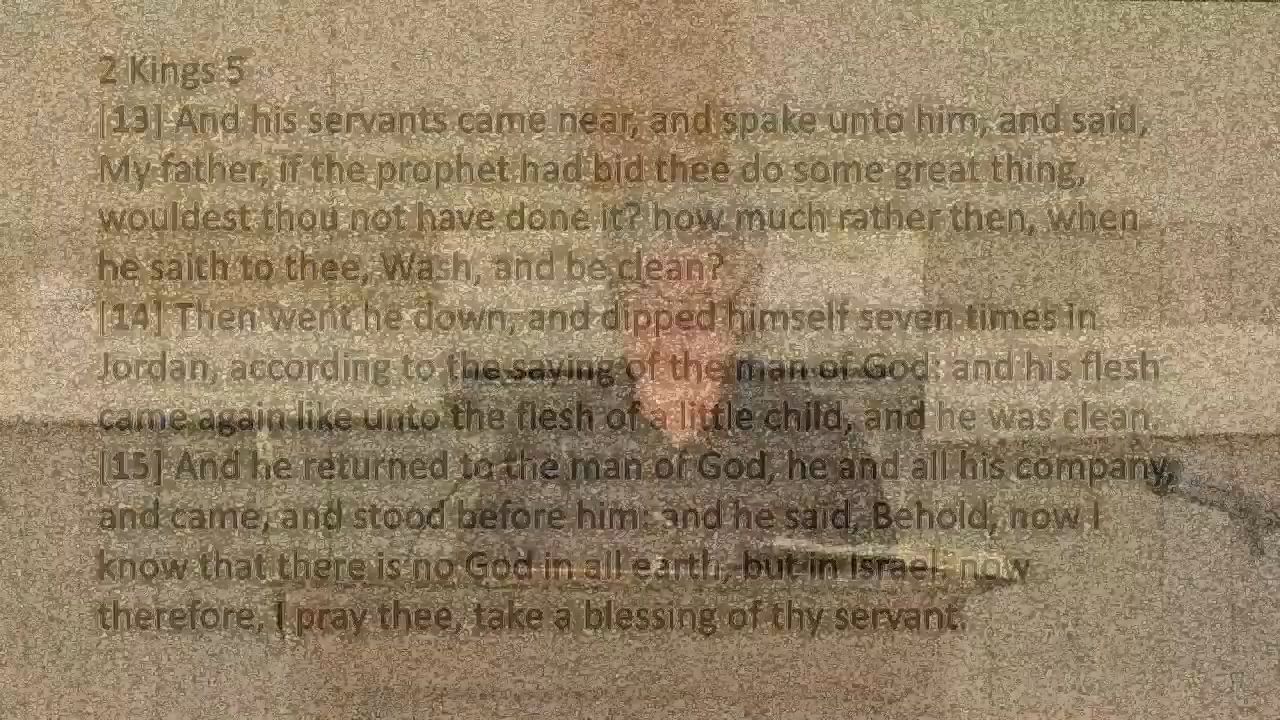 2 Kings 5
[13] And his servants came near, and spake unto him, and said,
My father, if the prophet had bid thee do some great thing,
wouldest thou not have done it? how much rather then, when
he saith to thee, Wash, and be clean?
[14] Then went he down, and dipped himself seven times in
Jordan, according to the saying of the man of God: and his flesh
came again like unto the flesh of a little child, and he was clean.
[15] And he returned to the man of God, he and all his company,
and came, and stood before him: and he said, Behold, now I
know that there is no God in all earth, but in Israel: now
therefore, I pray thee, take a blessing of thy servant.